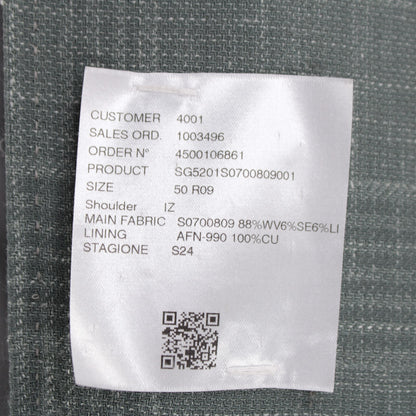 CUSTOMER 4001
SALES ORD. 1003496
ORDER N° 4500106861
PRODUCT SG5201S0700809001
SIZE 50 R09
Shoulder IZ
MAIN FABRIC S0700809 88%WV6%SE6%LI
LINING AFN-990 100%CU
STAGIONE S24